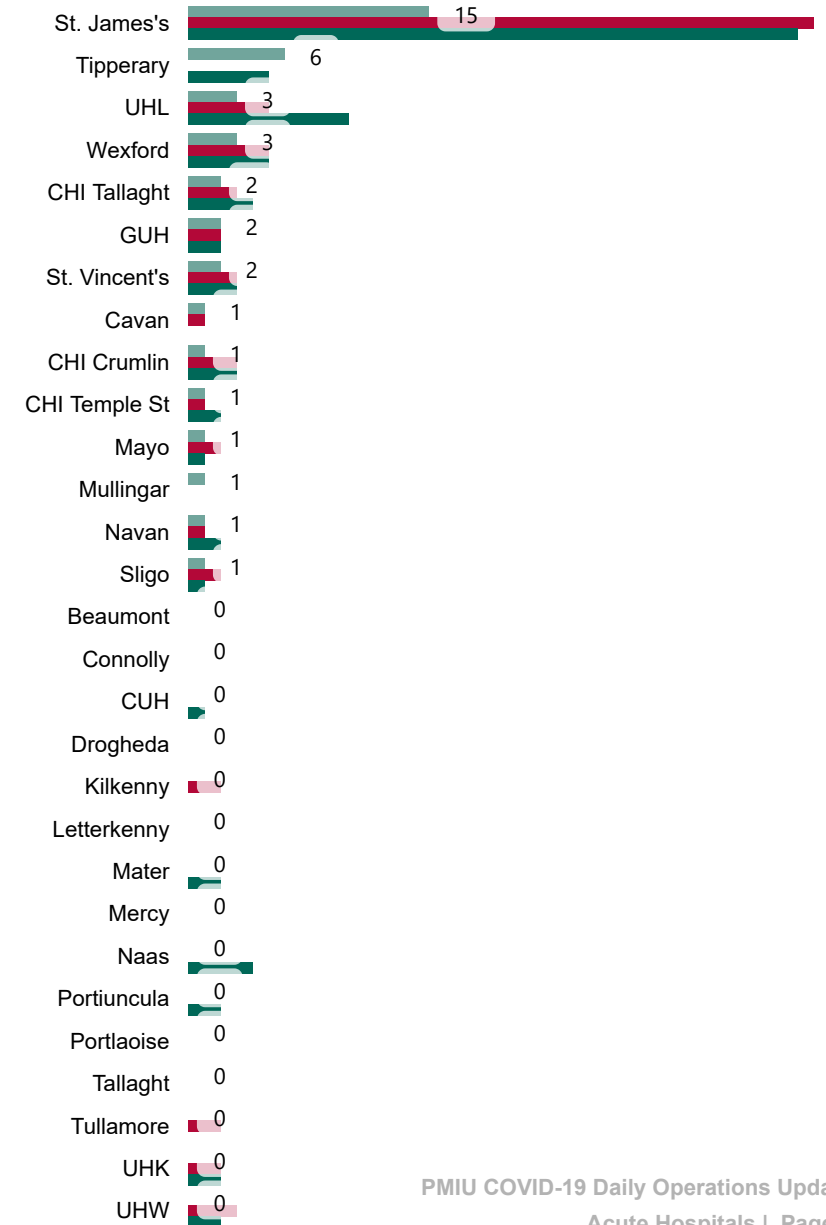 St. James's 15
Tipperary 6
UHL 3
Wexford 3
CHI Tallaght 2
GUH 2
St. Vincent's 2
Cavan 1
CHI Crumlin 1
CHI Temple St 1
Mayo 1
Mullingar 1
Navan 1
Sligo 1
Beaumont 0
Connolly 0
CUH 0
Drogheda 0
Kilkenny 0
Letterkenny 0
Mater 0
Mercy 0
Naas 0
Portiuncula 0
Portlaoise 0
Tallaght 0
Tullamore 0
UHK 0
UHW 0
PMIU COVID-19 Daily Operations Upda
Acute Hospitals | Page